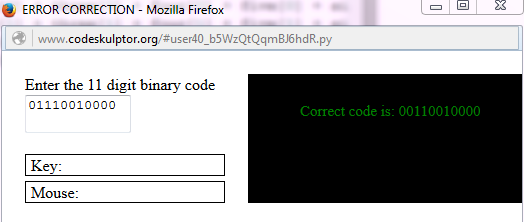 ERROR CORRECTION - Mozilla Firefox
www.codeskulptor.org/#user40_b5WzQtQqmBJ6hdR.py
Enter the 11 digit binary code
01110010000
Correct code is: 00110010000
Key:
Mouse: